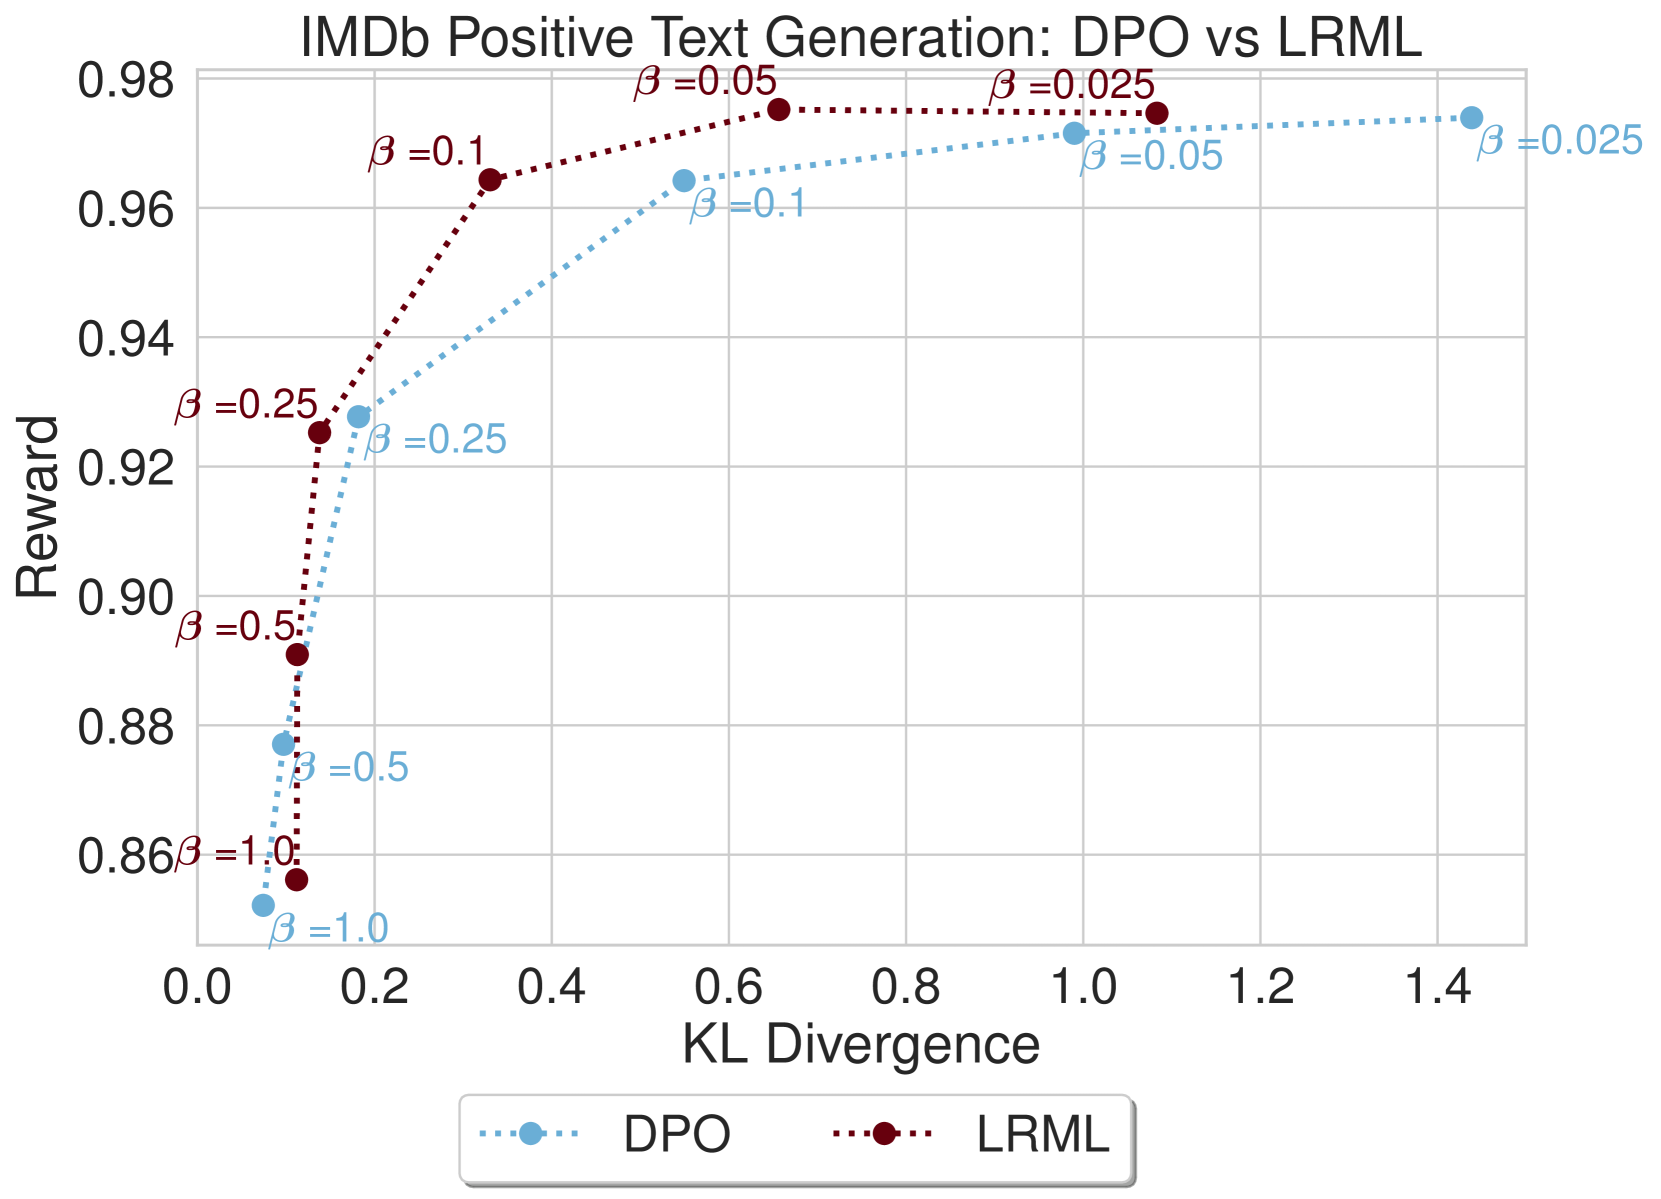 IMDb Positive Text Generation: DPO vs LRML
0.98
0.96
0.94
0.92
0.90
0.88
0.86
Reward
β =0.05
β =0.025
β =0.1
β =0.25
β =0.5
β =1.0
β =0.025
β =0.05
β =0.1
β =0.25
β =0.5
β =1.0
0.0 0.2 0.4 0.6 0.8 1.0 1.2 1.4
KL Divergence
DPO LRML